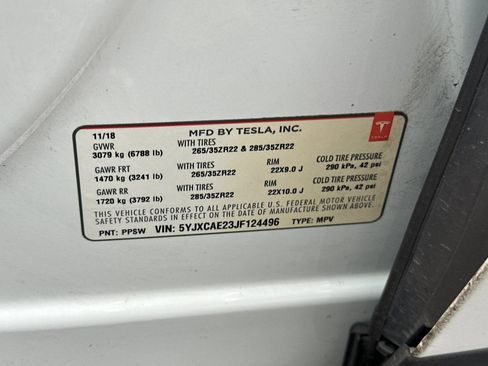 11/18 MFD BY TESLA, INC.
GVWR WITH TIRES
3079 kg (6788 lb) 265/35ZR22 & 285/35ZR22
GAWR FRT WITH TIRES RIM COLD TIRE PRESSURE
1470 kg (3241 lb) 265/35ZR22 22X9.0 J 290 kPa, 42 psi
GAWR RR WITH TIRES RIM COLD TIRE PRESSURE
1720 kg (3792 lb) 285/35ZR22 22X10.0 J 290 kPa, 42 psi
THIS VEHICLE CONFORMS TO ALL APPLICABLE FEDERAL MOTOR VEHICLE
SAFETY STANDARDS IN EFFECT ON THE DATE OF MANUFACTURE SHOWN ABOVE.
PNT: PPSW VIN: 5YJXCAE23JF124496 TYPE: MPV
TESLA